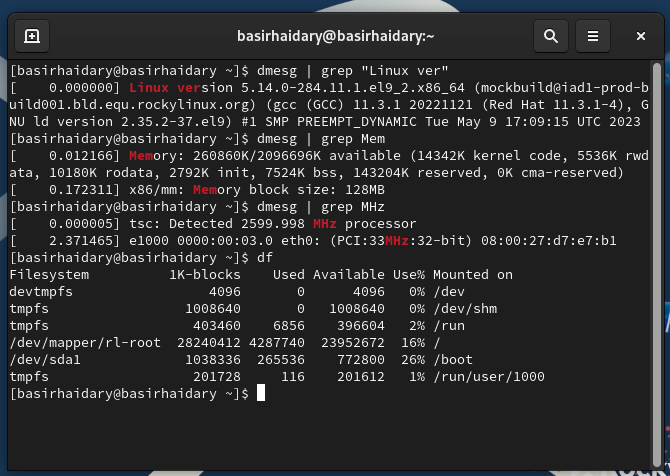 basirhaidary@basirhaidary:~
[basirhaidary@basirhaidary ~]$ dmesg | grep "Linux ver"
[    0.000000] Linux version 5.14.0-284.11.1.el9_2.x86_64 (mockbuild@iad1-prod-b
uild001.bld.equ.rockylinux.org) (gcc (GCC) 11.3.1 20221121 (Red Hat 11.3.1-4), G
NU ld version 2.35.2-37.el9) #1 SMP PREEMPT_DYNAMIC Tue May 9 17:09:15 UTC 2023
[basirhaidary@basirhaidary ~]$ dmesg | grep Mem
[    0.012166] Memory: 260860K/2096696K available (14342K kernel code, 5536K rwd
ata, 10180K rodata, 2792K init, 7524K bss, 143204K reserved, 0K cma-reserved)
[    0.172311] x86/mm: Memory block size: 128MB
[basirhaidary@basirhaidary ~]$ dmesg | grep MHz
[    0.000005] tsc: Detected 2599.998 MHz processor
[    2.371465] e1000 0000:00:03.0 eth0: (PCI:33MHz:32-bit) 08:00:27:d7:e7:b1
[basirhaidary@basirhaidary ~]$ df
Filesystem          1K-blocks    Used Available Use% Mounted on
devtmpfs                 4096       0      4096   0% /dev
tmpfs                 1008640       0   1008640   0% /dev/shm
tmpfs                  403460    6856    396604   2% /run
/dev/mapper/rl-root  28240412 4287740  23952672  16% /
/dev/sda1             1038336  265536    772800  26% /boot
tmpfs                  201728     116    201612   1% /run/user/1000
[basirhaidary@basirhaidary ~]$